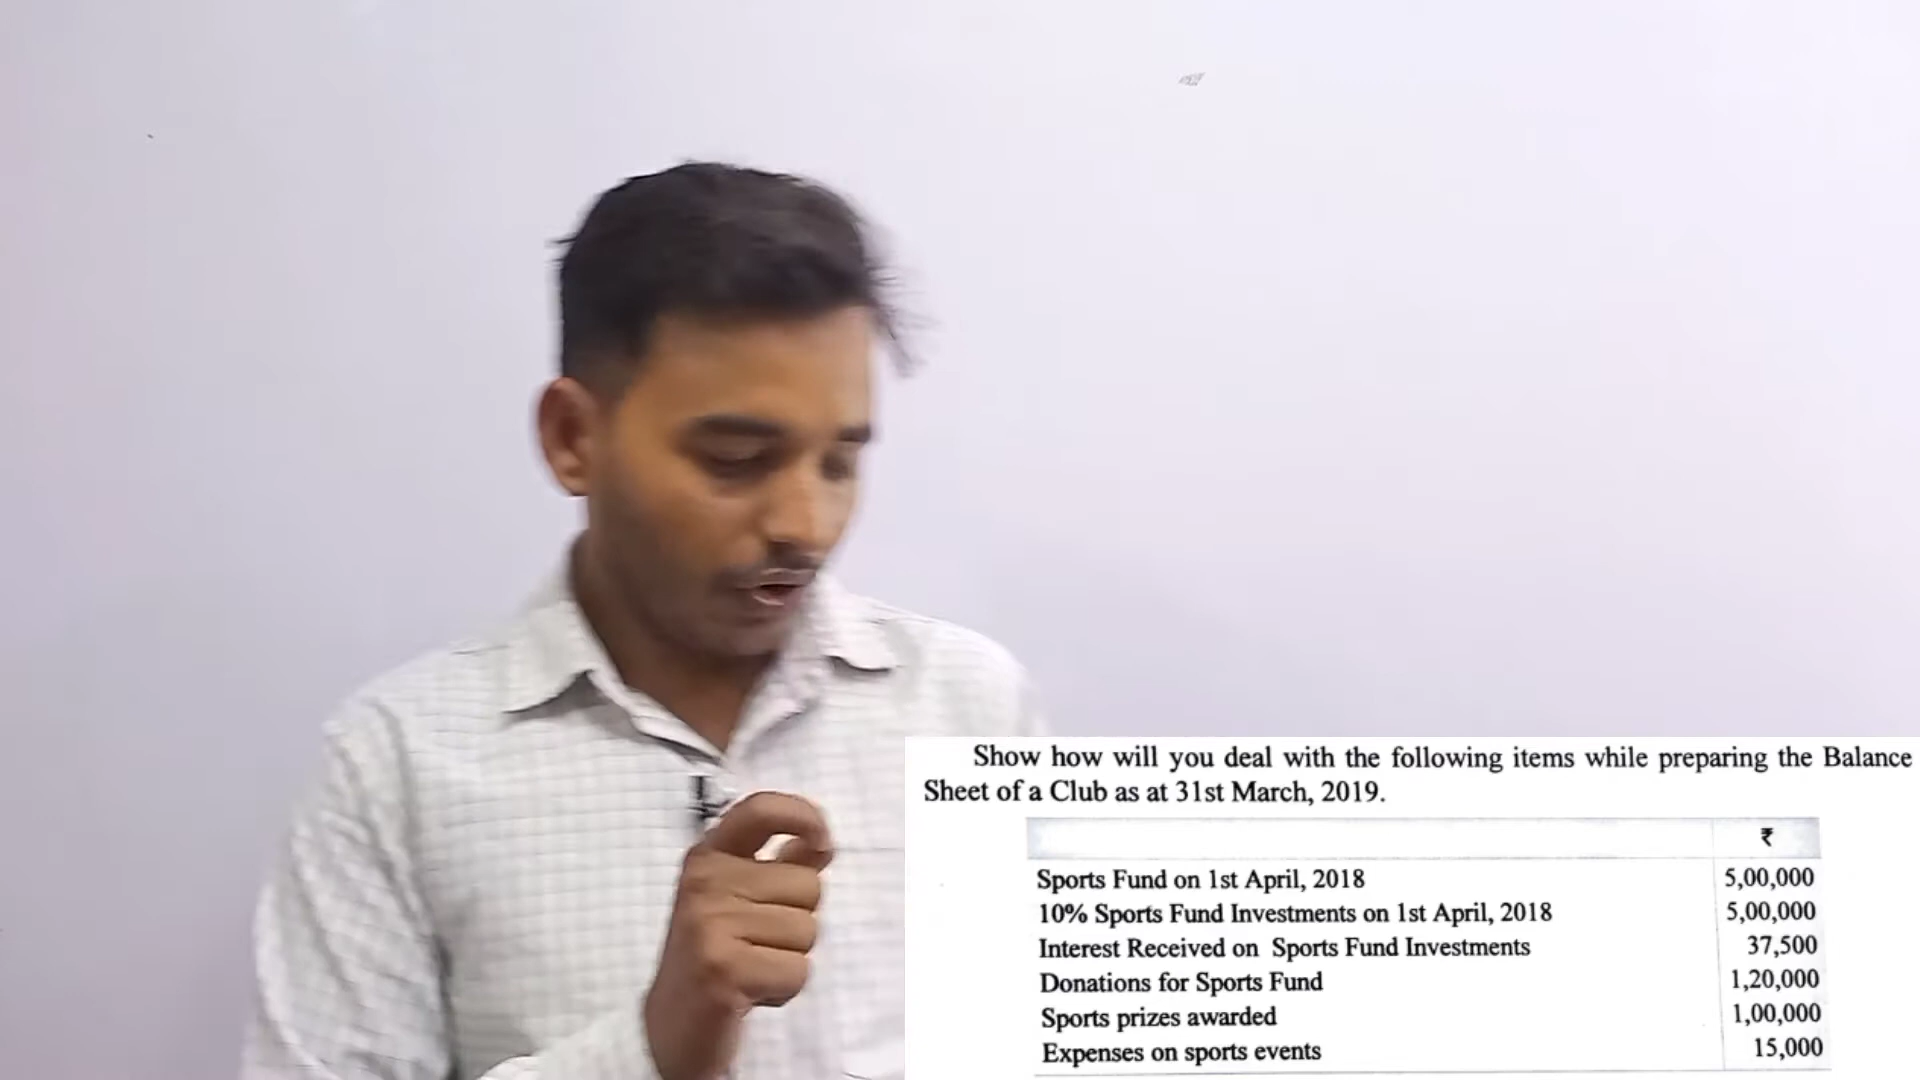 Show how will you deal with the following items while preparing the Balance
Sheet of a Club as at 31st March, 2019.
₹
Sports Fund on 1st April, 2018 5,00,000
10% Sports Fund Investments on 1st April, 2018 5,00,000
Interest Received on Sports Fund Investments 37,500
Donations for Sports Fund 1,20,000
Sports prizes awarded 1,00,000
Expenses on sports events 15,000